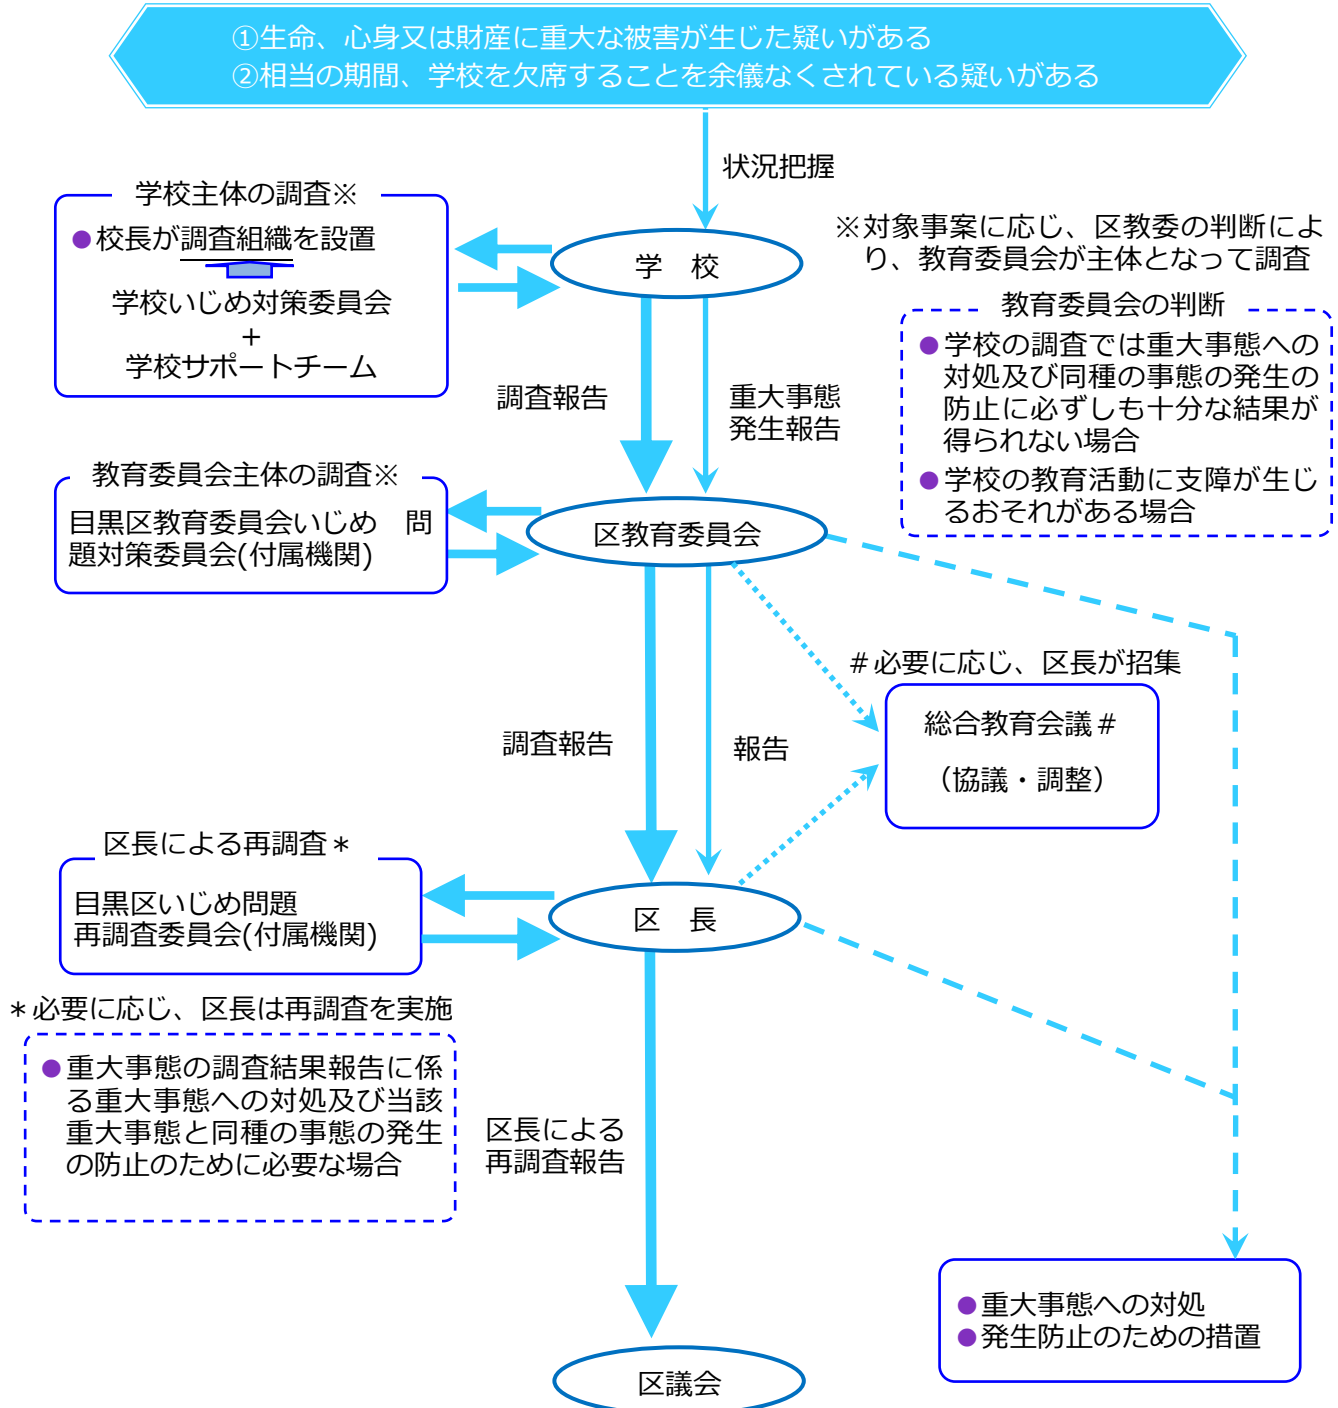 ①生命、心身又は財産に重大な被害が生じた疑いがある
②相当の期間、学校を欠席することを余儀なくされている疑いがある
状況把握
学校主体の調査※
●校長が調査組織を設置
学校いじめ対策委員会
+
学校サポートチーム
学　校
※対象事案に応じ、区教委の判断によ
り、教育委員会が主体となって調査
教育委員会の判断
●学校の調査では重大事態への
対処及び同種の事態の発生の
防止に必ずしも十分な結果が
得られない場合
●学校の教育活動に支障が生じ
るおそれがある場合
調査報告
重大事態
発生報告
教育委員会主体の調査※
目黒区教育委員会いじめ　問
題対策委員会(付属機関)
区教育委員会
＃必要に応じ、区長が招集
総合教育会議＃
（協議・調整）
調査報告
報告
区長による再調査＊
目黒区いじめ問題
再調査委員会(付属機関)
区　長
＊必要に応じ、区長は再調査を実施
●重大事態の調査結果報告に係
る重大事態への対処及び当該
重大事態と同種の事態の発生
の防止のために必要な場合
区長による
再調査報告
●重大事態への対処
●発生防止のための措置
区議会